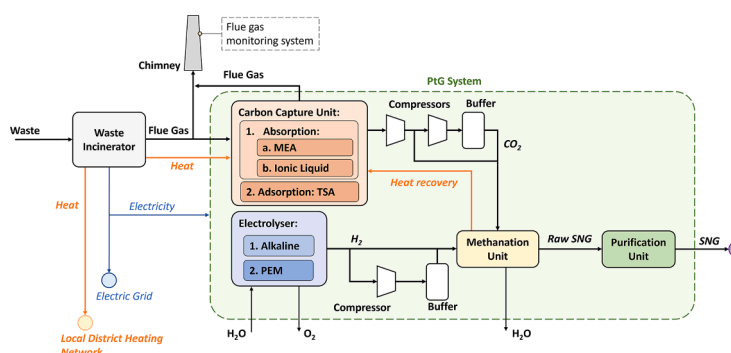 Flue gas
monitoring system
Chimney
Flue Gas
PtG System
Compressors
Buffer
Carbon Capture Unit:
1. Absorption:
a. MEA
b. Ionic Liquid
2. Adsorption: TSA
Waste
Waste
Incinerator
Flue Gas
Heat
CO₂
Heat recovery
Heat
Electricity
Electrolyser:
1. Alkaline
2. PEM
H₂
Methanation
Unit
Raw SNG
Purification
Unit
SNG
Compressor
Buffer
Electric Grid
H₂O
O₂
H₂O
Local District Heating
Network